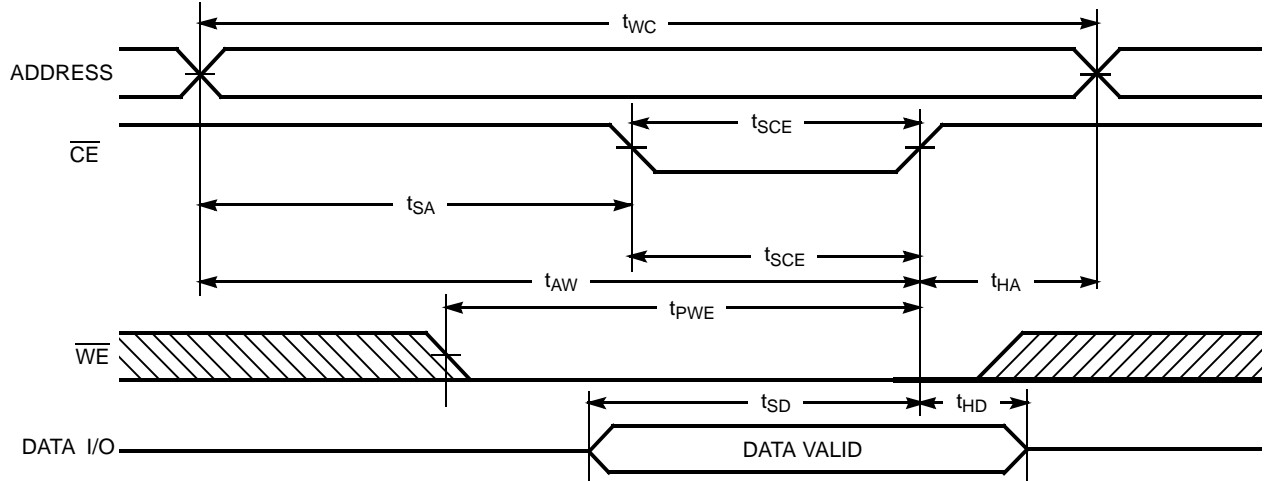 tWC
ADDRESS
tSCE
CE
tSA
tSCE
tAW
tHA
tPWE
WE
tSD
tHD
DATA I/O
DATA VALID